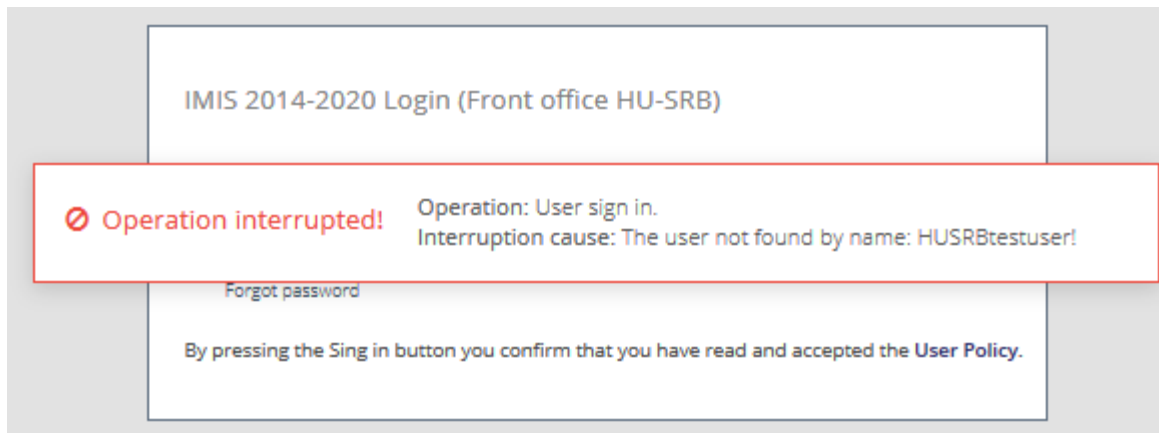 IMIS 2014-2020 Login (Front office HU-SRB)
Operation interrupted!
Operation: User sign in.
Interruption cause: The user not found by name: HUSRBtestuser!
Forgot password
By pressing the Sing in button you confirm that you have read and accepted the User Policy.